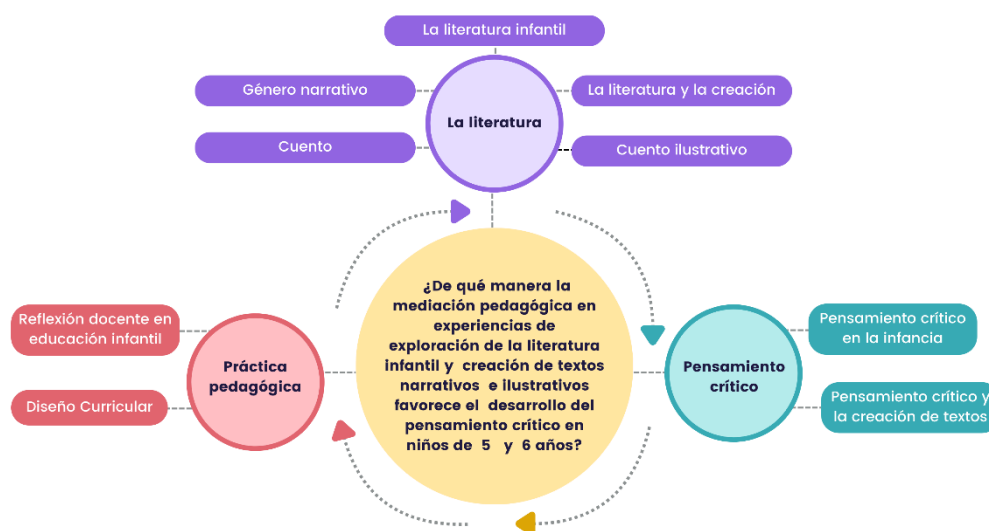 La literatura infantil
Género narrativo
La literatura y la creación
La literatura
Cuento
Cuento ilustrativo
¿De qué manera la
mediación pedagógica en
experiencias de
exploración de la literatura
infantil y creación de textos
narrativos e ilustrativos
favorece el desarrollo del
pensamiento crítico en
niños de 5 y 6 años?
Reflexión docente en
educación infantil
Práctica
pedagógica
Diseño Curricular
Pensamiento
crítico
Pensamiento crítico
en la infancia
Pensamiento crítico y
la creación de textos